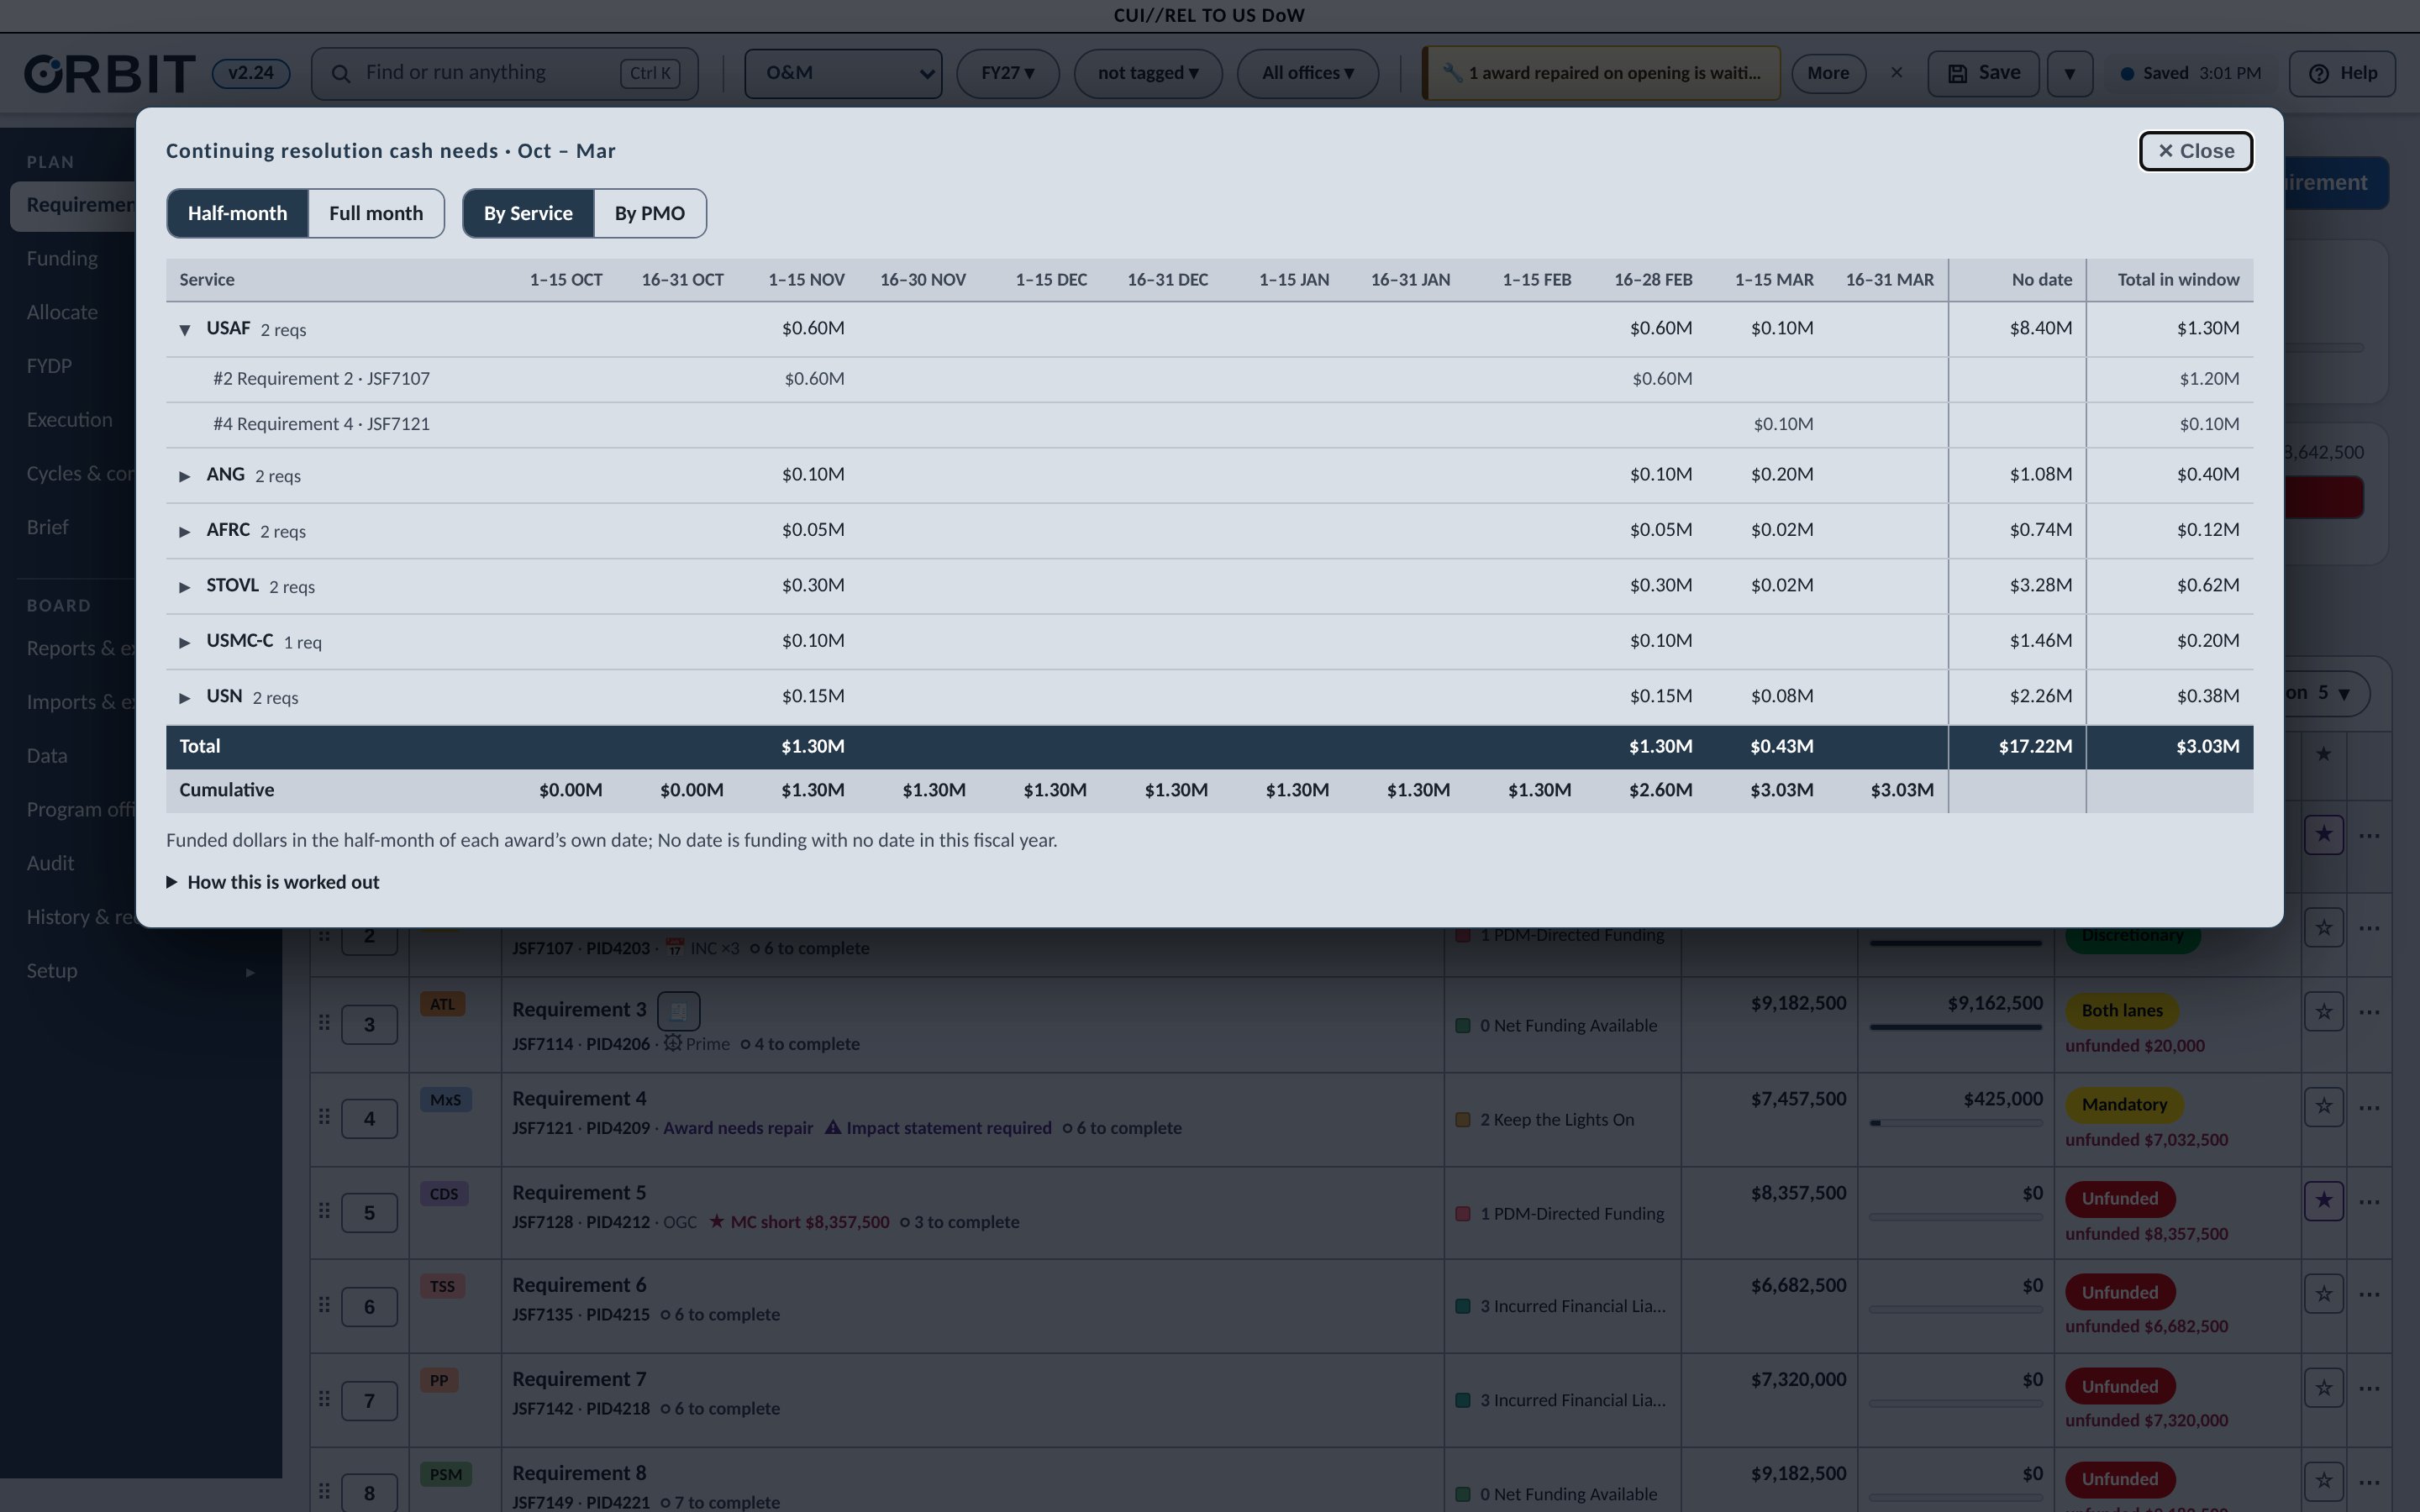 CUI//REL TO US DoW
ORBIT v2.24 Find or run anything Ctrl K O&M FY27 ▾ not tagged ▾ All offices ▾ 🔧 1 award repaired on opening is waiti... More × Save ▾ Saved 3:01 PM Help
Continuing resolution cash needs · Oct – Mar ✕ Close
Half-month Full month By Service By PMO
Service 1–15 OCT 16–31 OCT 1–15 NOV 16–30 NOV 1–15 DEC 16–31 DEC 1–15 JAN 16–31 JAN 1–15 FEB 16–28 FEB 1–15 MAR 16–31 MAR No date Total in window
▼ USAF 2 reqs $0.60M $0.60M $0.10M $8.40M $1.30M
#2 Requirement 2 · JSF7107 $0.60M $0.60M $1.20M
#4 Requirement 4 · JSF7121 $0.10M $0.10M
▶ ANG 2 reqs $0.10M $0.10M $0.20M $1.08M $0.40M
▶ AFRC 2 reqs $0.05M $0.05M $0.02M $0.74M $0.12M
▶ STOVL 2 reqs $0.30M $0.30M $0.02M $3.28M $0.62M
▶ USMC-C 1 req $0.10M $0.10M $1.46M $0.20M
▶ USN 2 reqs $0.15M $0.15M $0.08M $2.26M $0.38M
Total $1.30M $1.30M $0.43M $17.22M $3.03M
Cumulative $0.00M $0.00M $1.30M $1.30M $1.30M $1.30M $1.30M $1.30M $1.30M $2.60M $3.03M $3.03M
Funded dollars in the half-month of each award’s own date; No date is funding with no date in this fiscal year.
▶ How this is worked out
PLAN
Funding
Allocate
FYDP
Execution
Cycles &
Brief
BOARD
Reports &
Imports &
Data
Program
Audit
History &
Setup ▸
8,642,500
on 5 ▾
2 JSF7107 · PID4203 · 📅 INC ×3 6 to complete 1 PDM-Directed Funding Discretionary
3 ATL Requirement 3 0 Net Funding Available $9,182,500 $9,162,500 Both lanes
JSF7114 · PID4206 · Prime 4 to complete unfunded $20,000
4 MxS Requirement 4 2 Keep the Lights On $7,457,500 $425,000 Mandatory
JSF7121 · PID4209 · Award needs repair ⚠ Impact statement required 6 to complete unfunded $7,032,500
5 CDS Requirement 5 1 PDM-Directed Funding $8,357,500 $0 Unfunded
JSF7128 · PID4212 · OGC ★ MC short $8,357,500 3 to complete unfunded $8,357,500
6 TSS Requirement 6 3 Incurred Financial Lia... $6,682,500 $0 Unfunded
JSF7135 · PID4215 6 to complete unfunded $6,682,500
7 PP Requirement 7 3 Incurred Financial Lia... $7,320,000 $0 Unfunded
JSF7142 · PID4218 6 to complete unfunded $7,320,000
8 PSM Requirement 8 0 Net Funding Available $9,182,500 $0 Unfunded
JSF7149 · PID4221 7 to complete